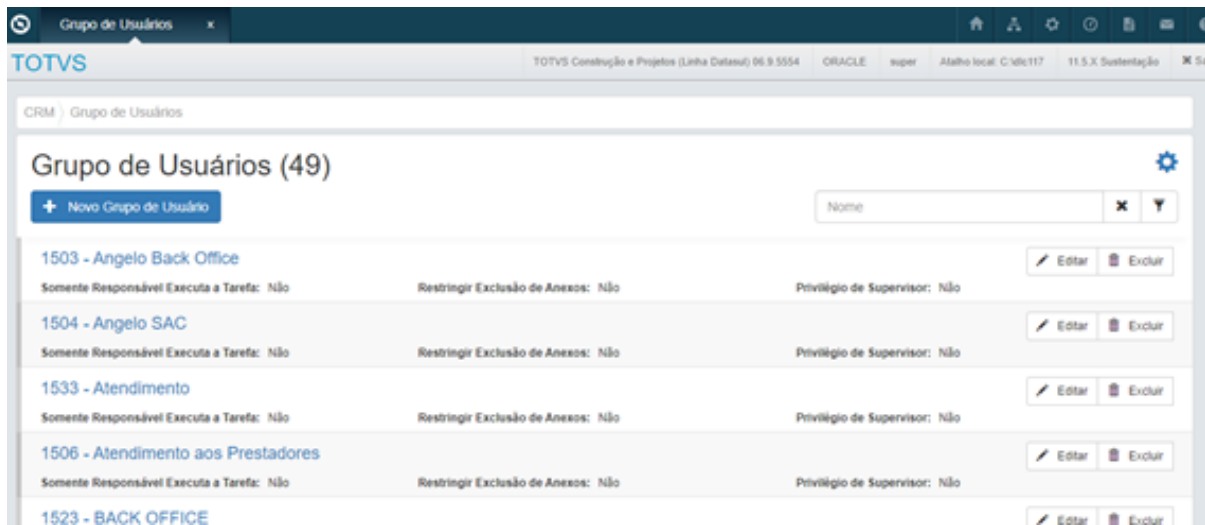 Grupo de Usuários x
TOTVS
TOTVS Construção e Projetos (Linha Datasul) 06.9.5554 ORACLE super Atalho local: C:\dlc117 11.5.X Sustentação
CRM Grupo de Usuários
Grupo de Usuários (49)
+ Novo Grupo de Usuário Nome
1503 - Angelo Back Office Editar Excluir
Somente Responsável Executa a Tarefa: Não Restringir Exclusão de Anexos: Não Privilégio de Supervisor: Não
1504 - Angelo SAC Editar Excluir
Somente Responsável Executa a Tarefa: Não Restringir Exclusão de Anexos: Não Privilégio de Supervisor: Não
1533 - Atendimento Editar Excluir
Somente Responsável Executa a Tarefa: Não Restringir Exclusão de Anexos: Não Privilégio de Supervisor: Não
1506 - Atendimento aos Prestadores Editar Excluir
Somente Responsável Executa a Tarefa: Não Restringir Exclusão de Anexos: Não Privilégio de Supervisor: Não
1523 - BACK OFFICE Editar Excluir